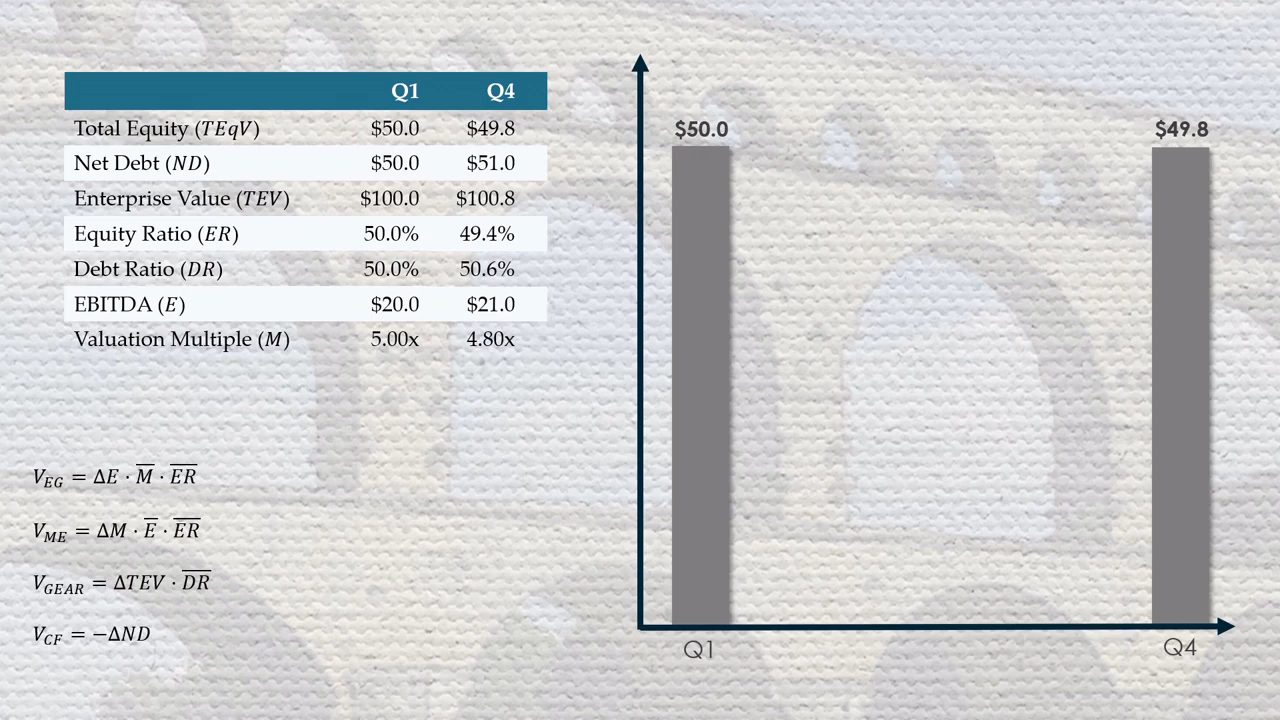 Q1 Q4
Total Equity (TEqV) $50.0 $49.8
Net Debt (ND) $50.0 $51.0
Enterprise Value (TEV) $100.0 $100.8
Equity Ratio (ER) 50.0% 49.4%
Debt Ratio (DR) 50.0% 50.6%
EBITDA (E) $20.0 $21.0
Valuation Multiple (M) 5.00x 4.80x
V_EG = ΔE · M̅ · E̅R̅
V_ME = ΔM · E̅ · E̅R̅
V_GEAR = ΔTEV · D̅R̅
V_CF = −ΔND
$50.0 $49.8
Q1 Q4